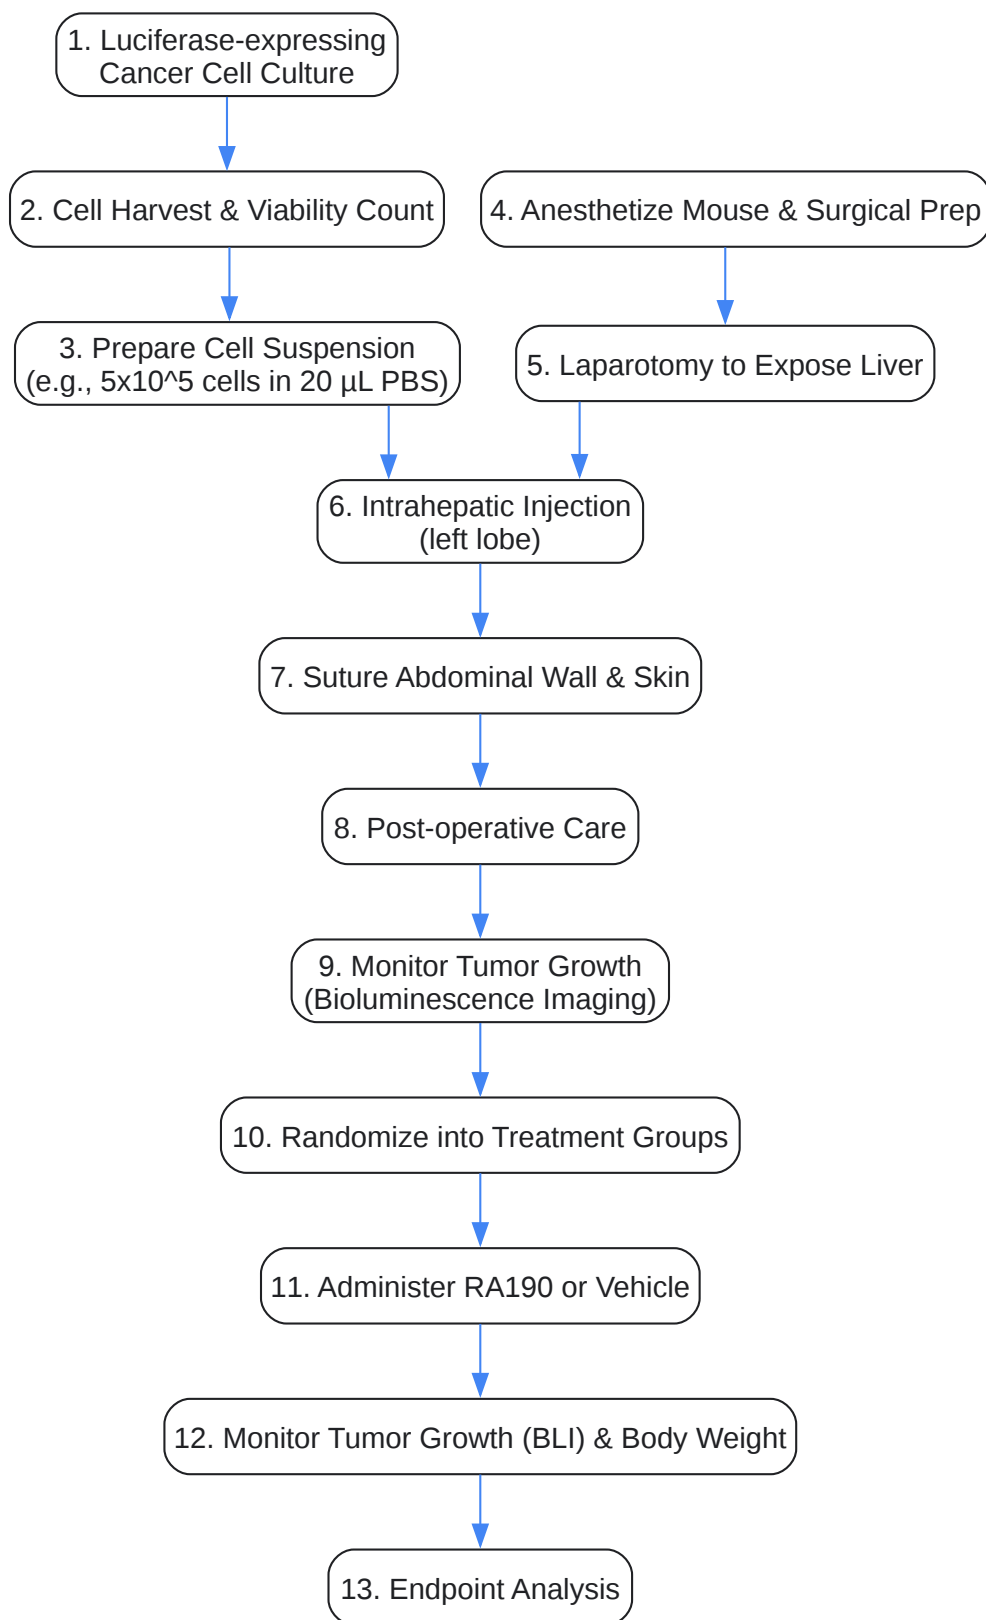 1. Luciferase-expressing
Cancer Cell Culture
2. Cell Harvest & Viability Count
4. Anesthetize Mouse & Surgical Prep
3. Prepare Cell Suspension
(e.g., 5x10^5 cells in 20 µL PBS)
5. Laparotomy to Expose Liver
6. Intrahepatic Injection
(left lobe)
7. Suture Abdominal Wall & Skin
8. Post-operative Care
9. Monitor Tumor Growth
(Bioluminescence Imaging)
10. Randomize into Treatment Groups
11. Administer RA190 or Vehicle
12. Monitor Tumor Growth (BLI) & Body Weight
13. Endpoint Analysis